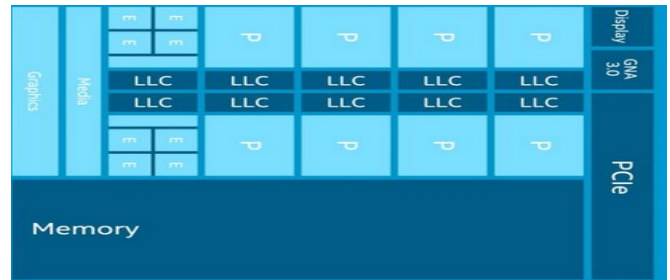 Graphics
Media
E E
E E
P P P P
LLC LLC LLC LLC LLC
LLC LLC LLC LLC LLC
E E
E E
P P P P
Memory
Display
GNA
3.0
PCIe